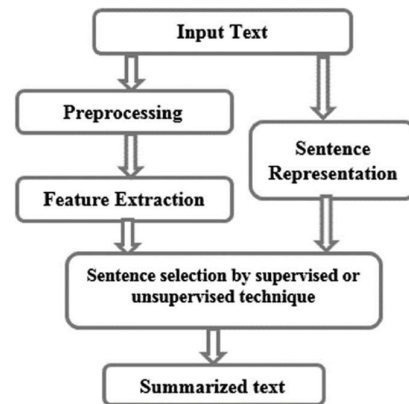 Input Text
Preprocessing
Sentence
Representation
Feature Extraction
Sentence selection by supervised or
unsupervised technique
Summarized text